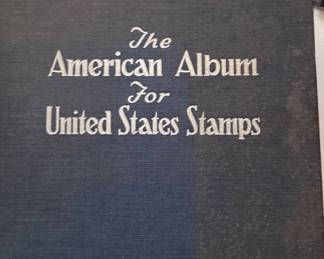 The
American Album
For
United States Stamps